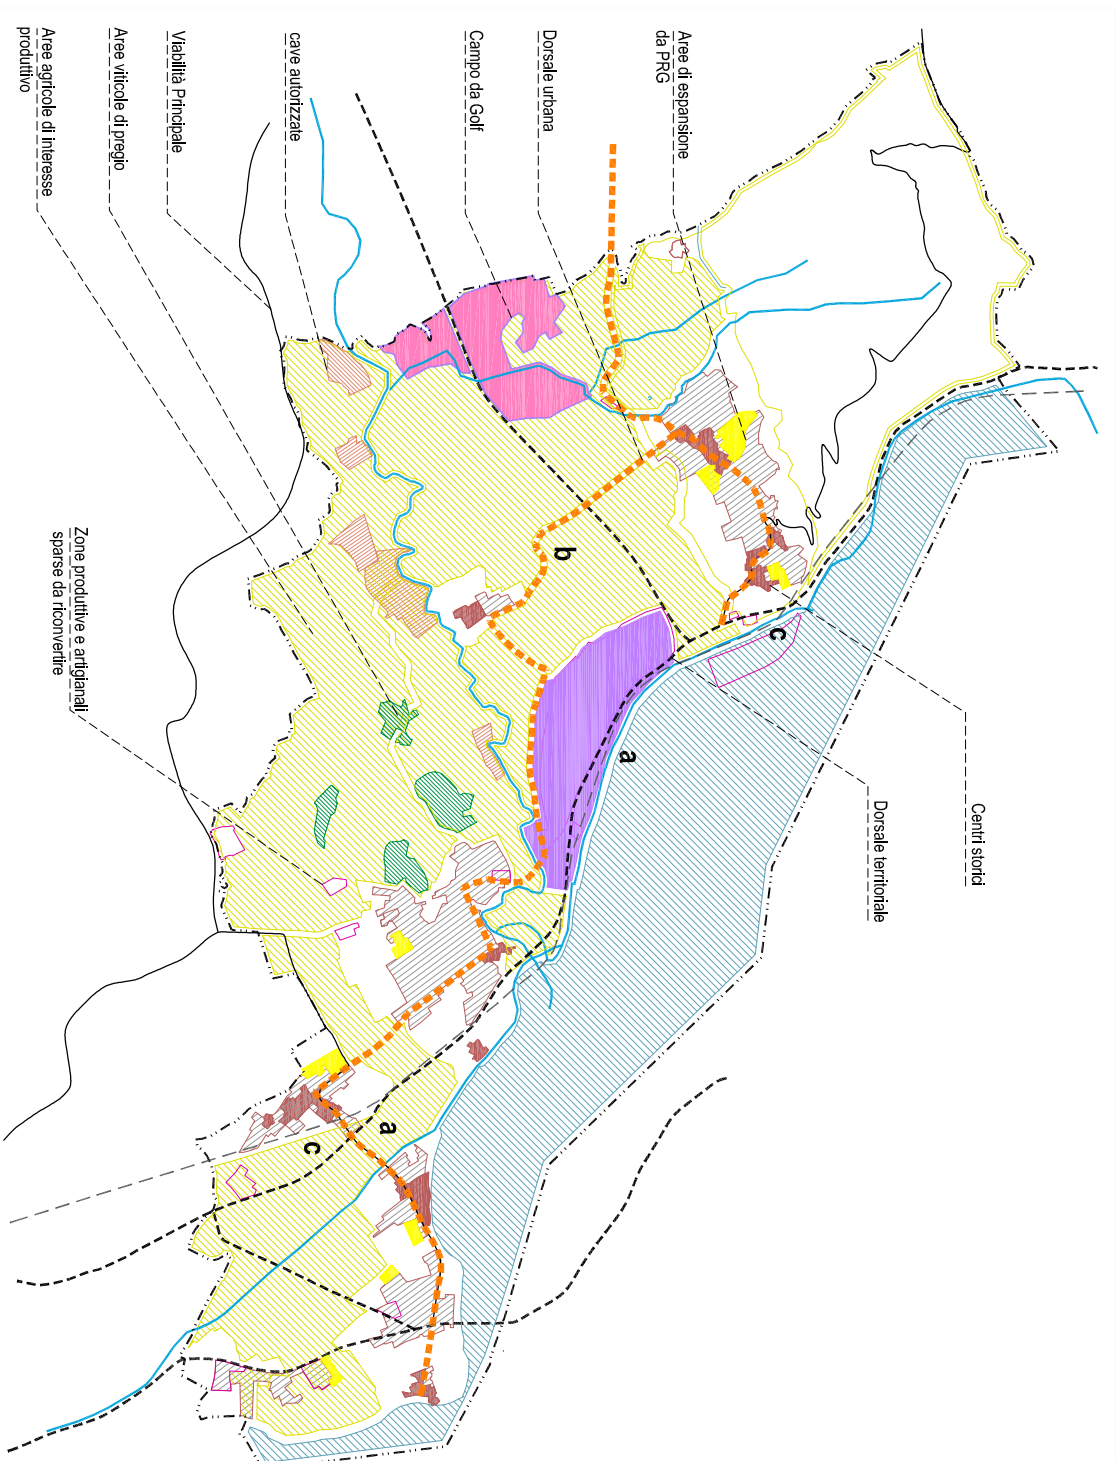 Aree di espansione
da PRG
Dorsale urbana
Campo da Golf
cave autorizzate
Viabilità Principale
Aree viticole di pregio
Aree agricole di interesse
produttivo
Zone produttive e artigianali
sparse da riconvertire
Centri storici
Dorsale territoriale
b
c
a
a
c